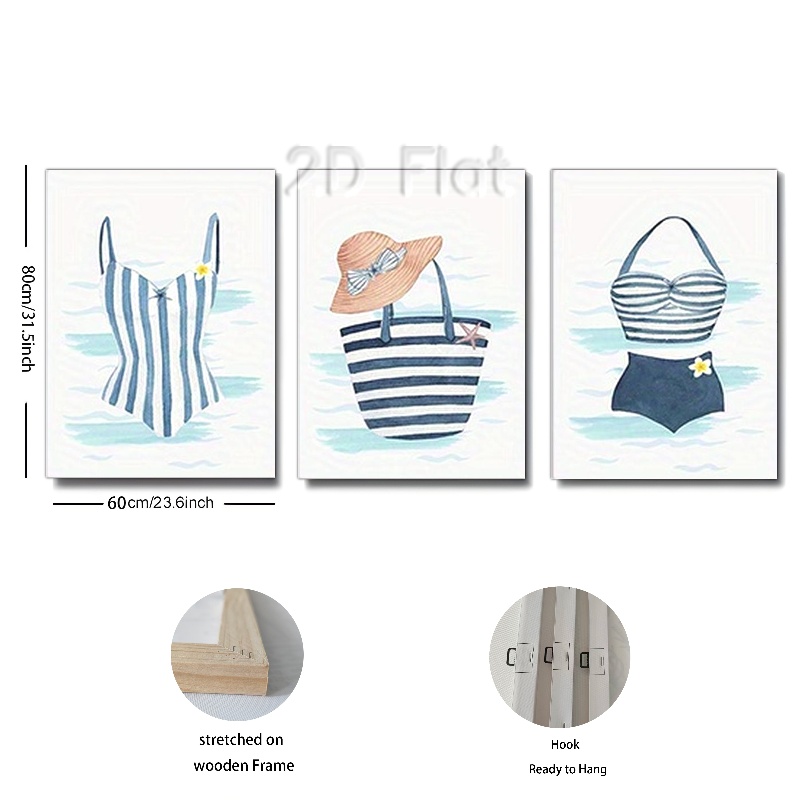 2D Flat
80cm/31.5inch
60cm/23.6inch
stretched on
wooden Frame
Hook
Ready to Hang